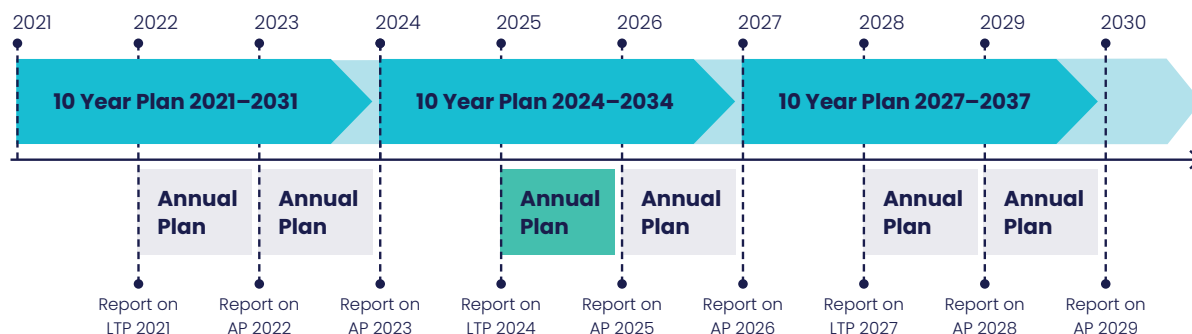 2021 2022 2023 2024 2025 2026 2027 2028 2029 2030
10 Year Plan 2021–2031 10 Year Plan 2024–2034 10 Year Plan 2027–2037
Annual Annual Annual Annual Annual Annual
Plan Plan Plan Plan Plan Plan
Report on Report on Report on Report on Report on Report on Report on Report on Report on
LTP 2021 AP 2022 AP 2023 LTP 2024 AP 2025 AP 2026 LTP 2027 AP 2028 AP 2029